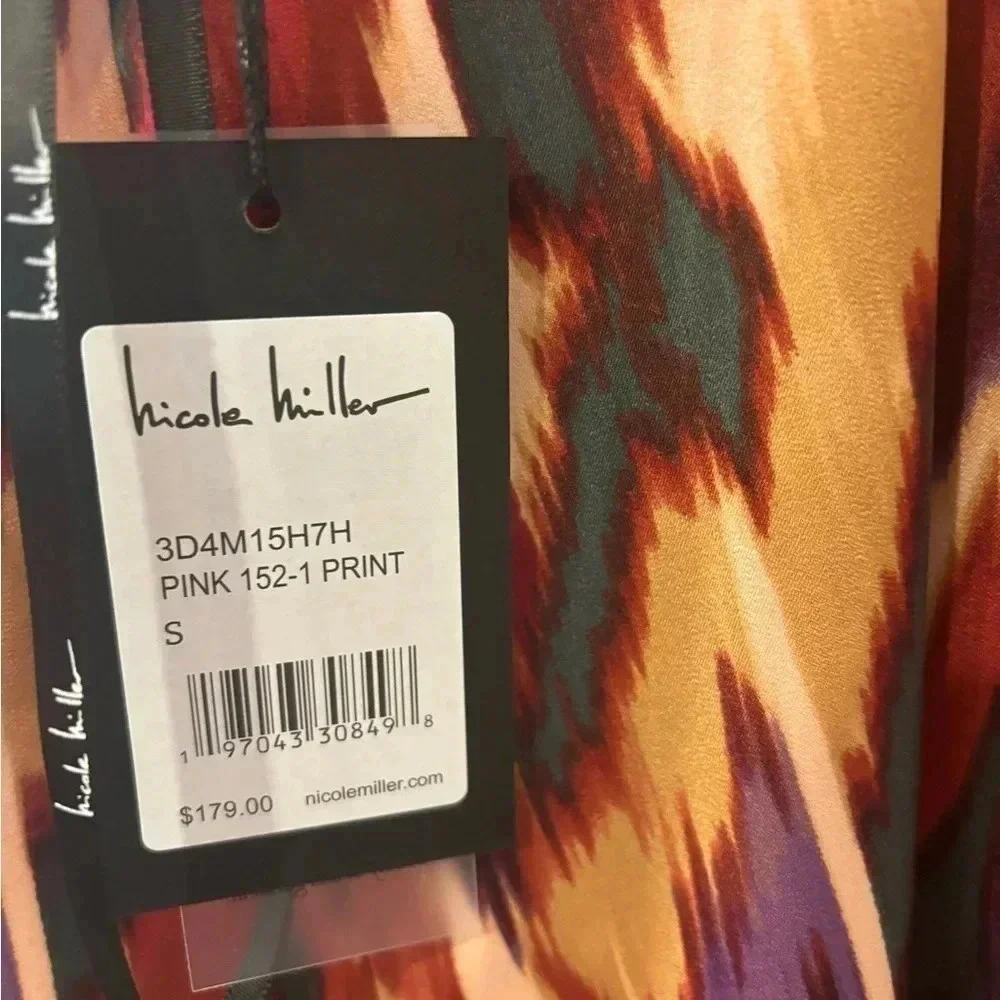 nicole miller
nicole miller
nicole miller
3D4M15H7H
PINK 152-1 PRINT
S
1 97043 30849 8
$179.00 nicolemiller.com